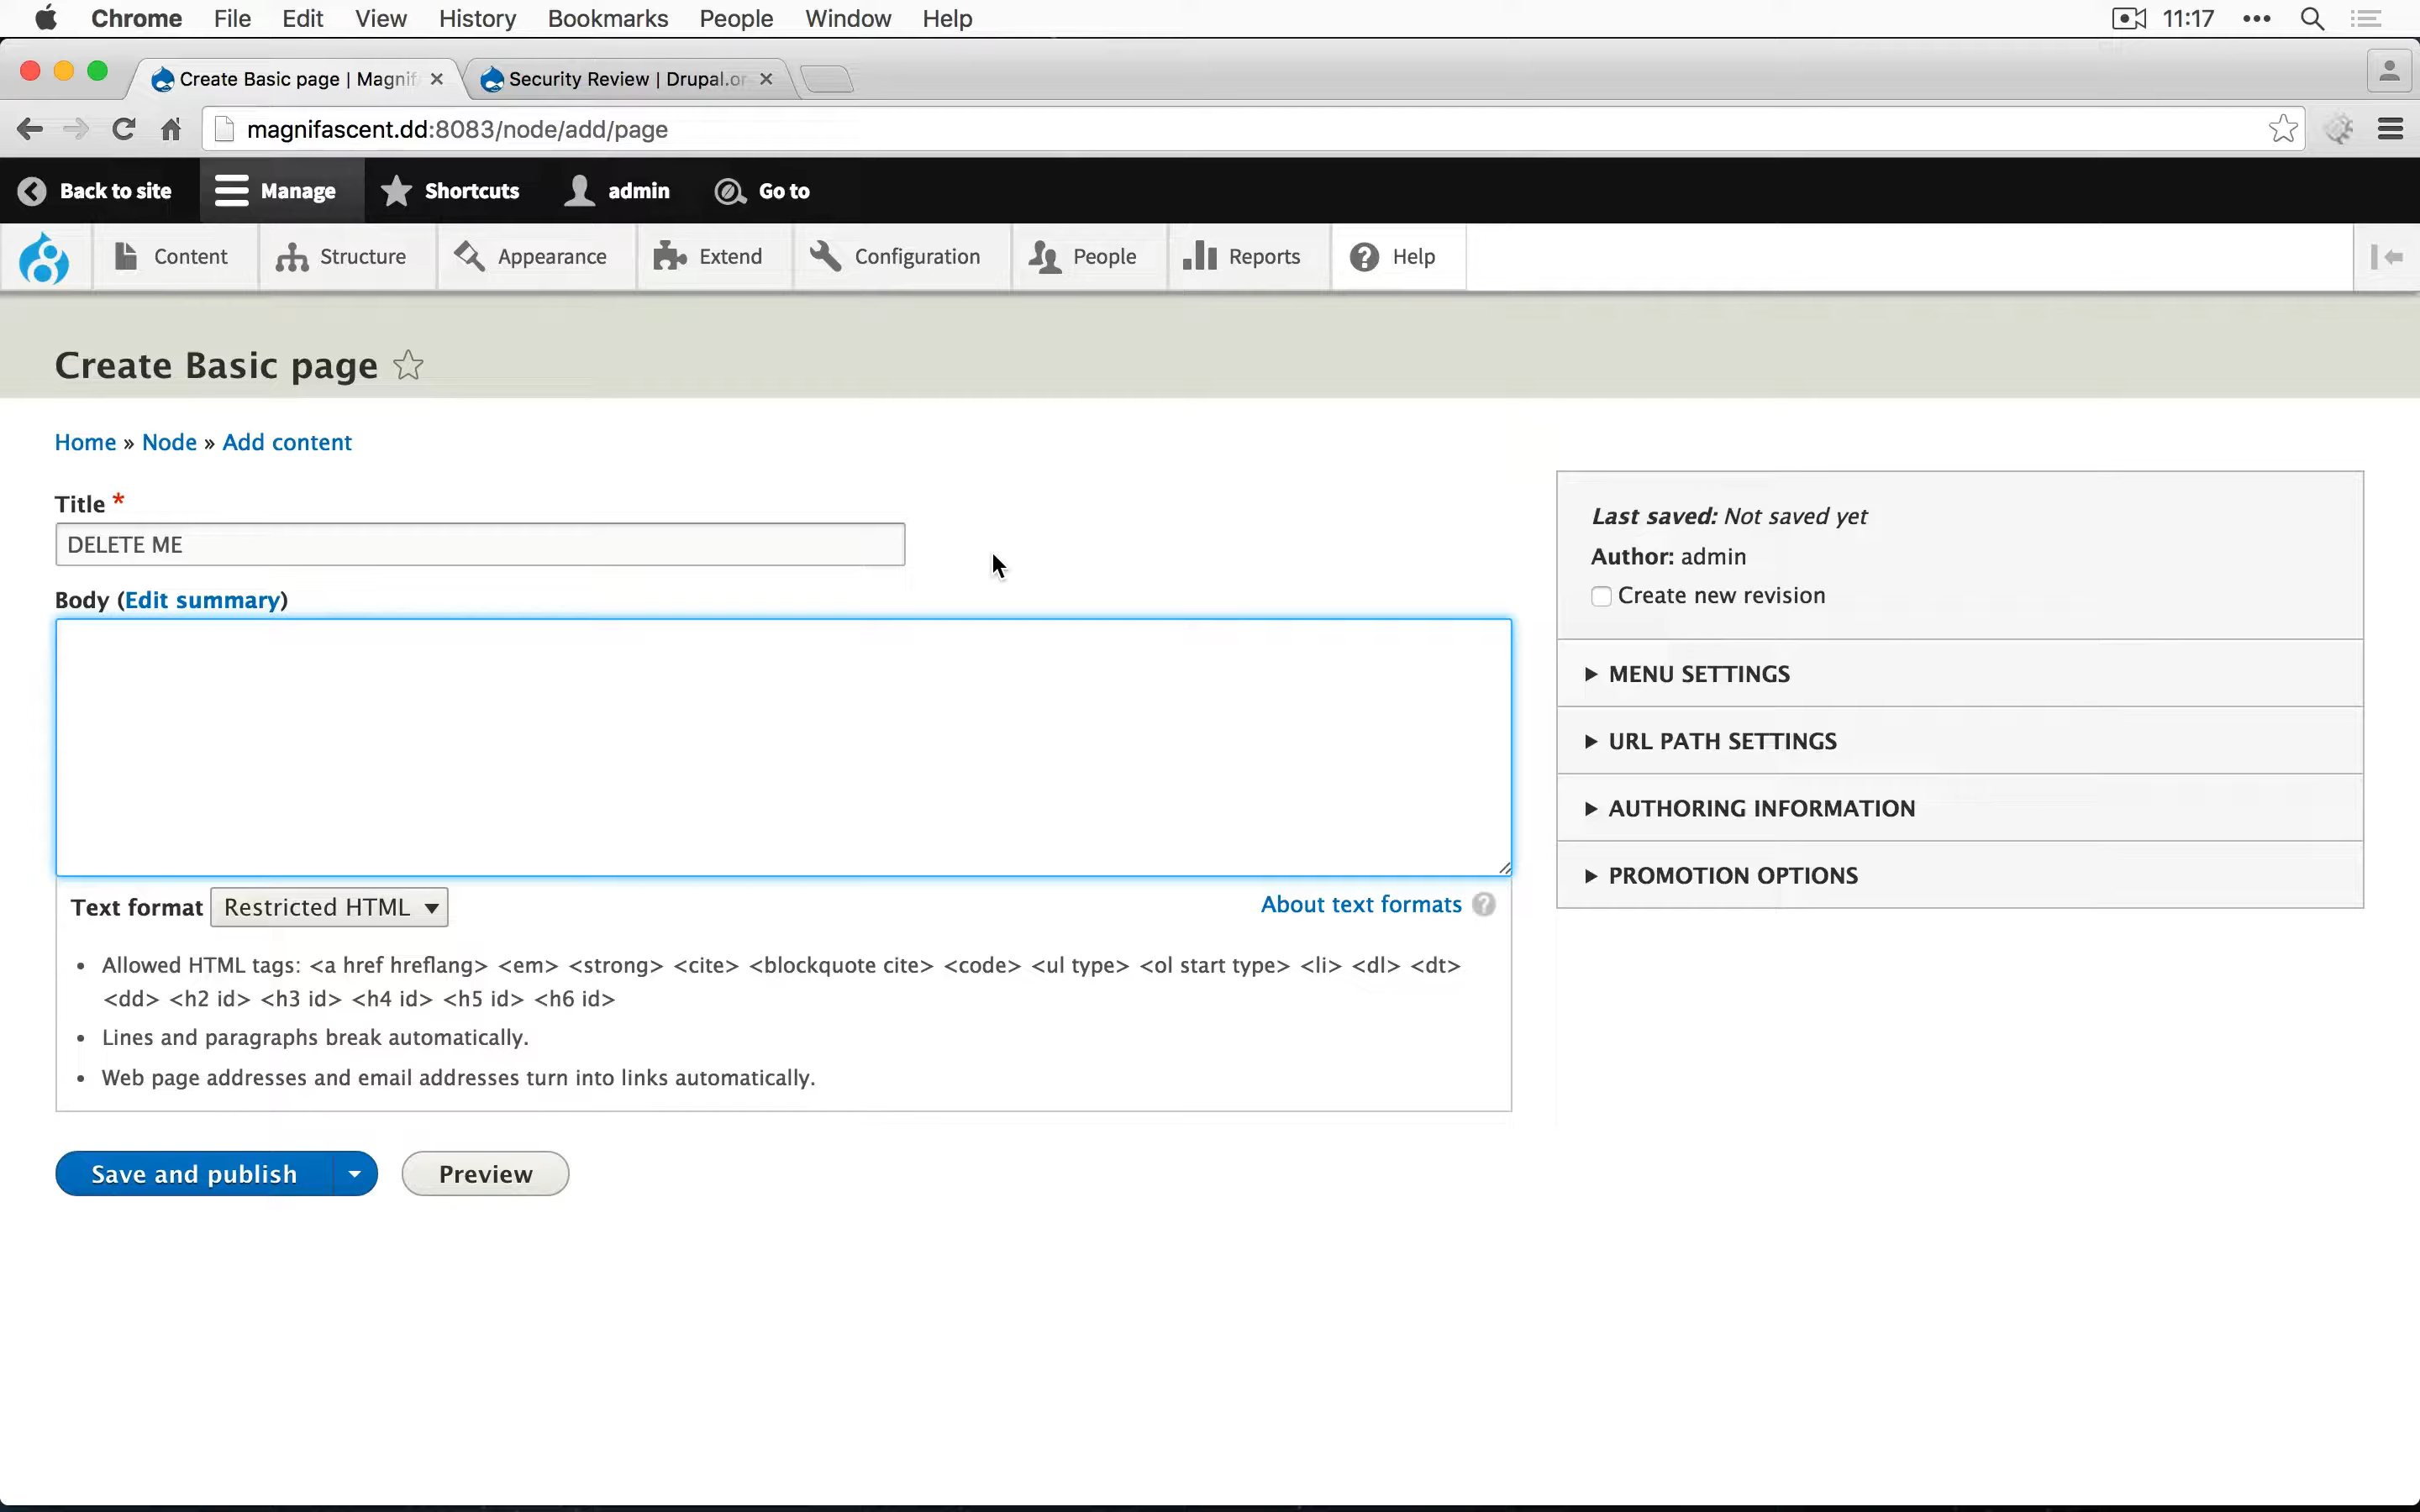 Chrome File Edit View History Bookmarks People Window Help 11:17
Create Basic page | Magnif
Security Review | Drupal.or
magnifascent.dd:8083/node/add/page
Back to site Manage Shortcuts admin Go to
Content Structure Appearance Extend Configuration People Reports Help
Create Basic page
Home » Node » Add content
Title *
DELETE ME
Body (Edit summary)
Text format Restricted HTML
About text formats ?
• Allowed HTML tags: <a href hreflang> <em> <strong> <cite> <blockquote cite> <code> <ul type> <ol start type> <li> <dl> <dt>
<dd> <h2 id> <h3 id> <h4 id> <h5 id> <h6 id>
• Lines and paragraphs break automatically.
• Web page addresses and email addresses turn into links automatically.
Save and publish
Preview
Last saved: Not saved yet
Author: admin
Create new revision
MENU SETTINGS
URL PATH SETTINGS
AUTHORING INFORMATION
PROMOTION OPTIONS